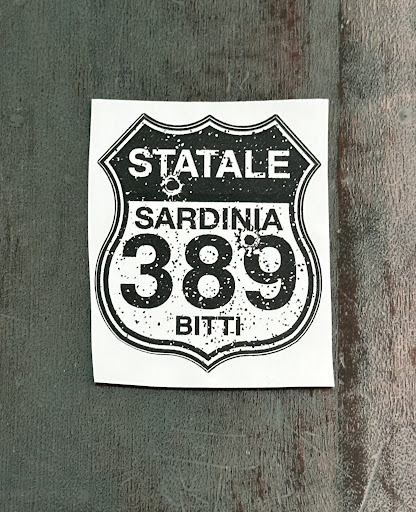 STATALE
SARDINIA
389
BITTI